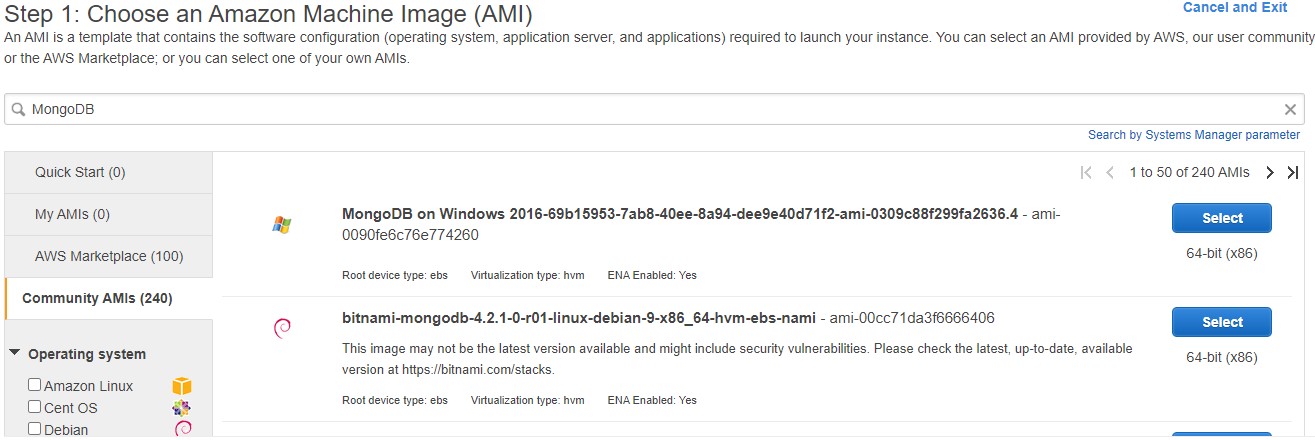 Step 1: Choose an Amazon Machine Image (AMI)
Cancel and Exit
An AMI is a template that contains the software configuration (operating system, application server, and applications) required to launch your instance. You can select an AMI provided by AWS, our user community
or the AWS Marketplace; or you can select one of your own AMIs.
MongoDB
Search by Systems Manager parameter
Quick Start (0)
My AMIs (0)
AWS Marketplace (100)
Community AMIs (240)
Operating system
Amazon Linux
Cent OS
Debian
1 to 50 of 240 AMIs
MongoDB on Windows 2016-69b15953-7ab8-40ee-8a94-dee9e40d71f2-ami-0309c88f299fa2636.4 - ami-
0090fe6c76e774260
Root device type: ebs Virtualization type: hvm ENA Enabled: Yes
Select
64-bit (x86)
bitnami-mongodb-4.2.1-0-r01-linux-debian-9-x86_64-hvm-ebs-nami - ami-00cc71da3f6666406
This image may not be the latest version available and might include security vulnerabilities. Please check the latest, up-to-date, available
version at https://bitnami.com/stacks.
Root device type: ebs Virtualization type: hvm ENA Enabled: Yes
Select
64-bit (x86)